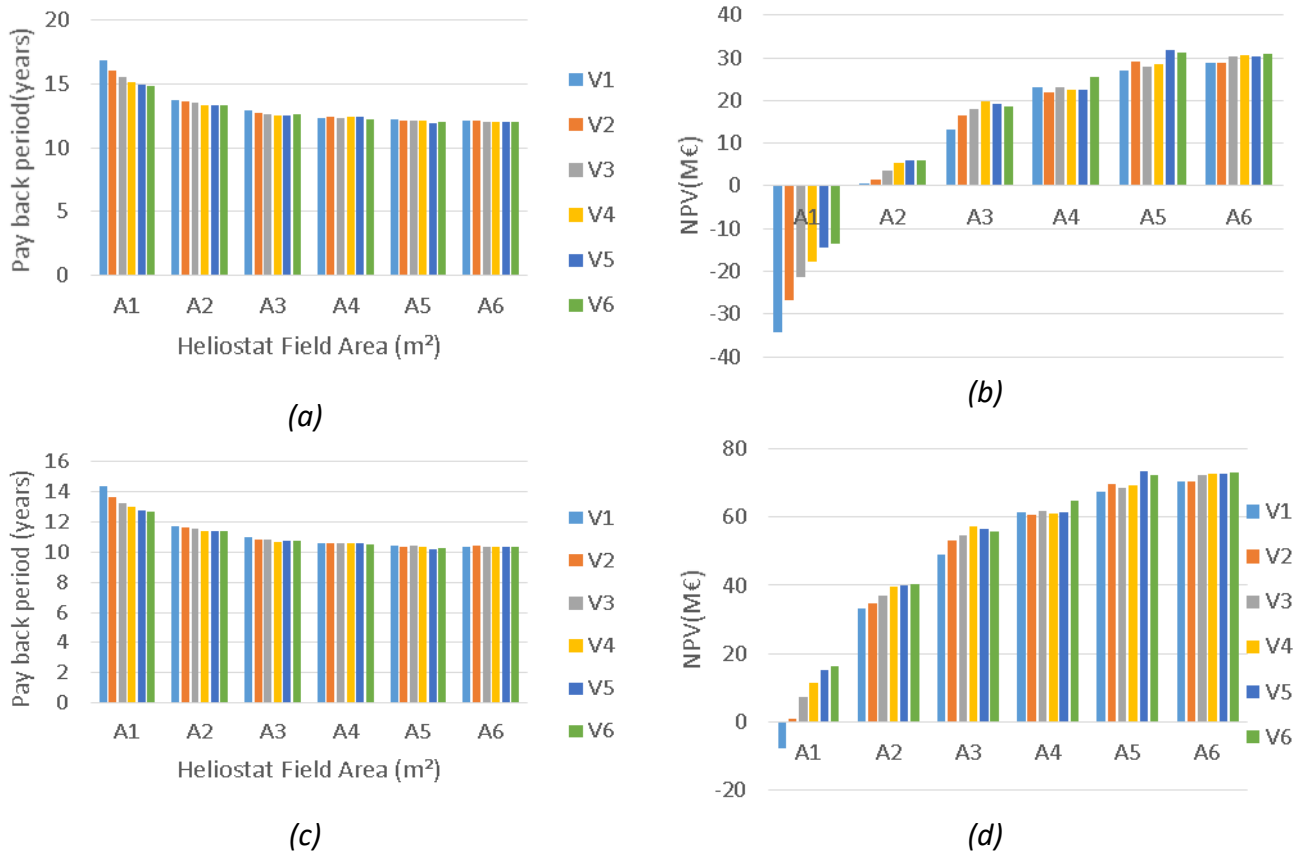 20
15
10
5
0
Pay back period(years)
A1 A2 A3 A4 A5 A6
Heliostat Field Area (m²)
V1
V2
V3
V4
V5
V6
(a)
40
30
20
10
0
-10
-20
-30
-40
NPV(M€)
A1 A2 A3 A4 A5 A6
(b)
16
14
12
10
8
6
4
2
0
Pay back period (years)
A1 A2 A3 A4 A5 A6
Heliostat Field Area (m²)
V1
V2
V3
V4
V5
V6
(c)
80
60
40
20
0
-20
NPV(M€)
A1 A2 A3 A4 A5 A6
V1
V2
V3
V4
V5
V6
(d)